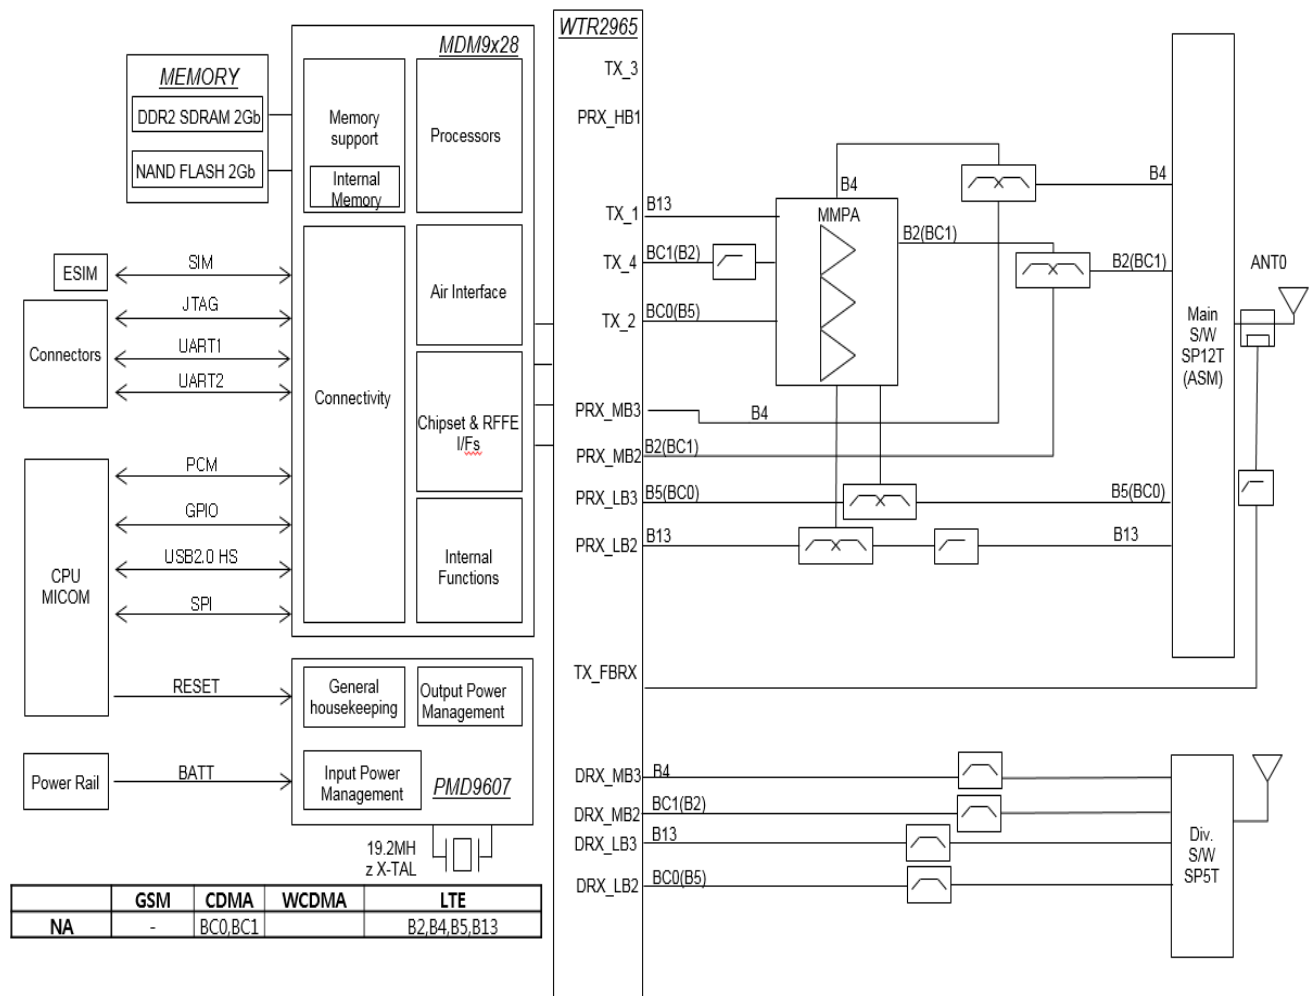 WTR2965
MDM9x28
MEMORY
DDR2 SDRAM 2Gb
NAND FLASH 2Gb
Memory
support
Internal
Memory
Processors
Connectivity
Air Interface
Chipset & RFFE
I/Fs
Internal
Functions
ESIM
SIM
Connectors
JTAG
UART1
UART2
CPU
MICOM
PCM
GPIO
USB2.0 HS
SPI
RESET
Power Rail
BATT
General
housekeeping
Output Power
Management
Input Power
Management
PMD9607
19.2MH
z X-TAL
GSM CDMA WCDMA LTE
NA - BC0,BC1 B2,B4,B5,B13
TX_3
PRX_HB1
TX_1
B13
TX_4
BC1(B2)
TX_2
BC0(B5)
PRX_MB3
B4
PRX_MB2
B2(BC1)
PRX_LB3
B5(BC0)
PRX_LB2
B13
TX_FBRX
DRX_MB3
B4
DRX_MB2
BC1(B2)
DRX_LB3
B13
DRX_LB2
BC0(B5)
MMPA
B4
B2(BC1)
B4
B2(BC1)
B5(BC0)
B13
Main
S/W
SP12T
(ASM)
ANT0
Div.
S/W
SP5T